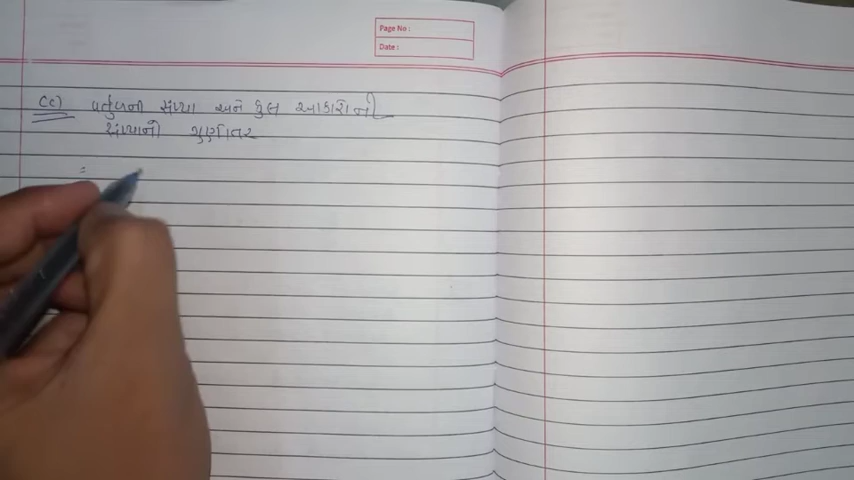 Page No :
Date :
(c) વર્તુળની સંખ્યા અને કુલ આકારોની
સંખ્યાનો ગુણોતર
=